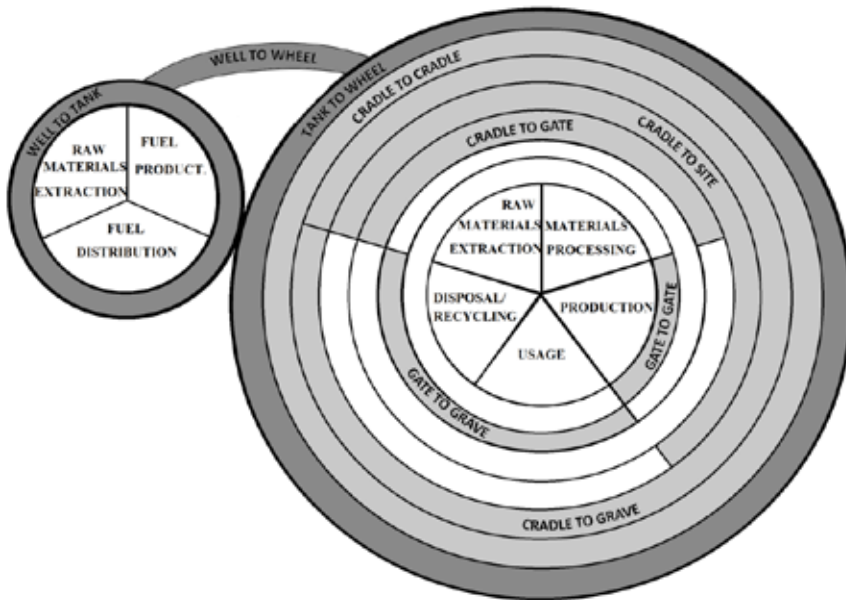 WELL TO WHEEL
WELL TO TANK
RAW
MATERIALS
EXTRACTION
FUEL
PRODUCT.
FUEL
DISTRIBUTION
TANK TO WHEEL
CRADLE TO CRADLE
CRADLE TO GATE
CRADLE TO SITE
RAW
MATERIALS
EXTRACTION
MATERIALS
PROCESSING
DISPOSAL/
RECYCLING
PRODUCTION
USAGE
GATE TO GATE
GATE TO GRAVE
CRADLE TO GRAVE